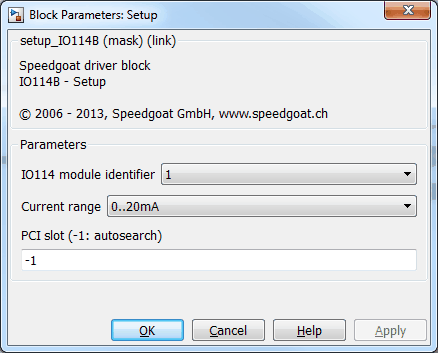 Block Parameters: Setup
setup_IO114B (mask) (link)
Speedgoat driver block
IO114B - Setup
© 2006 - 2013, Speedgoat GmbH, www.speedgoat.ch
Parameters
IO114 module identifier 1
Current range 0..20mA
PCI slot (-1: autosearch)
-1
OK Cancel Help Apply